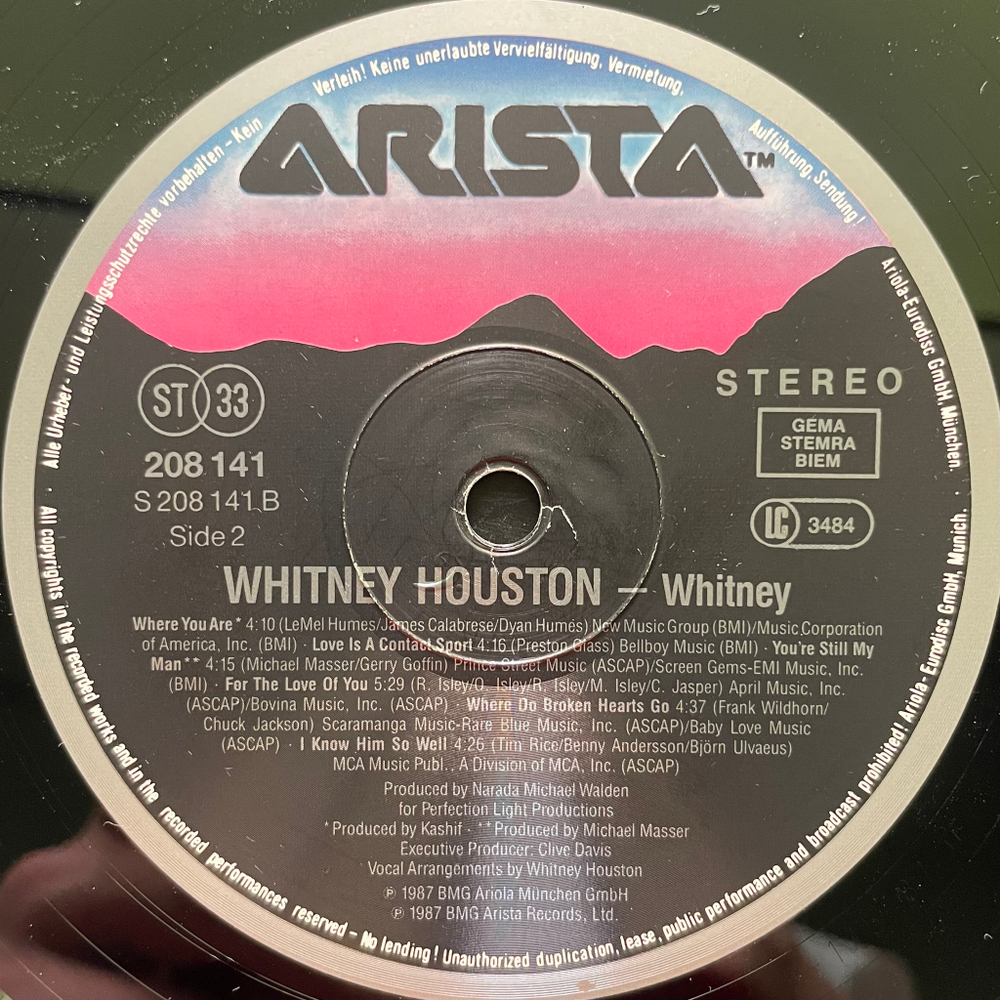 Alle Urheber- und Leistungsschutzrechte vorbehalten - Kein Verleih! Keine unerlaubte Vervielfältigung, Vermietung, Aufführung, Sendung!
ARISTA™
Ariola-Eurodisc GmbH, München.
ST 33
STEREO
GEMA
STEMRA
BIEM
208 141
S 208 141 B
Side 2
LC 3484
WHITNEY HOUSTON – Whitney
Where You Are * 4:10 (LeMel Humes/James Calabrese/Dyan Humes) New Music Group (BMI)/Music Corporation
of America, Inc. (BMI) · Love Is A Contact Sport 4:16 (Preston Glass) Bellboy Music (BMI) · You're Still My
Man ** 4:15 (Michael Masser/Gerry Goffin) Prince Street Music (ASCAP)/Screen Gems-EMI Music, Inc.
(BMI) · For The Love Of You 5:29 (R. Isley/O. Isley/R. Isley/M. Isley/C. Jasper) April Music, Inc.
(ASCAP)/Bovina Music, Inc. (ASCAP) · Where Do Broken Hearts Go 4:37 (Frank Wildhorn/
Chuck Jackson) Scaramanga Music-Rare Blue Music, Inc. (ASCAP)/Baby Love Music
(ASCAP) · I Know Him So Well 4:26 (Tim Rice/Benny Andersson/Björn Ulvaeus)
MCA Music Publ., A Division of MCA, Inc. (ASCAP)
Produced by Narada Michael Walden
for Perfection Light Productions
* Produced by Kashif · ** Produced by Michael Masser
Executive Producer: Clive Davis
Vocal Arrangements by Whitney Houston
℗ 1987 BMG Ariola München GmbH
℗ 1987 BMG Arista Records, Ltd.
All copyrights in the recorded works and in the recorded performances reserved - No lending! Unauthorized duplication, lease, public performance and broadcast prohibited! Ariola-Eurodisc GmbH, Munich.